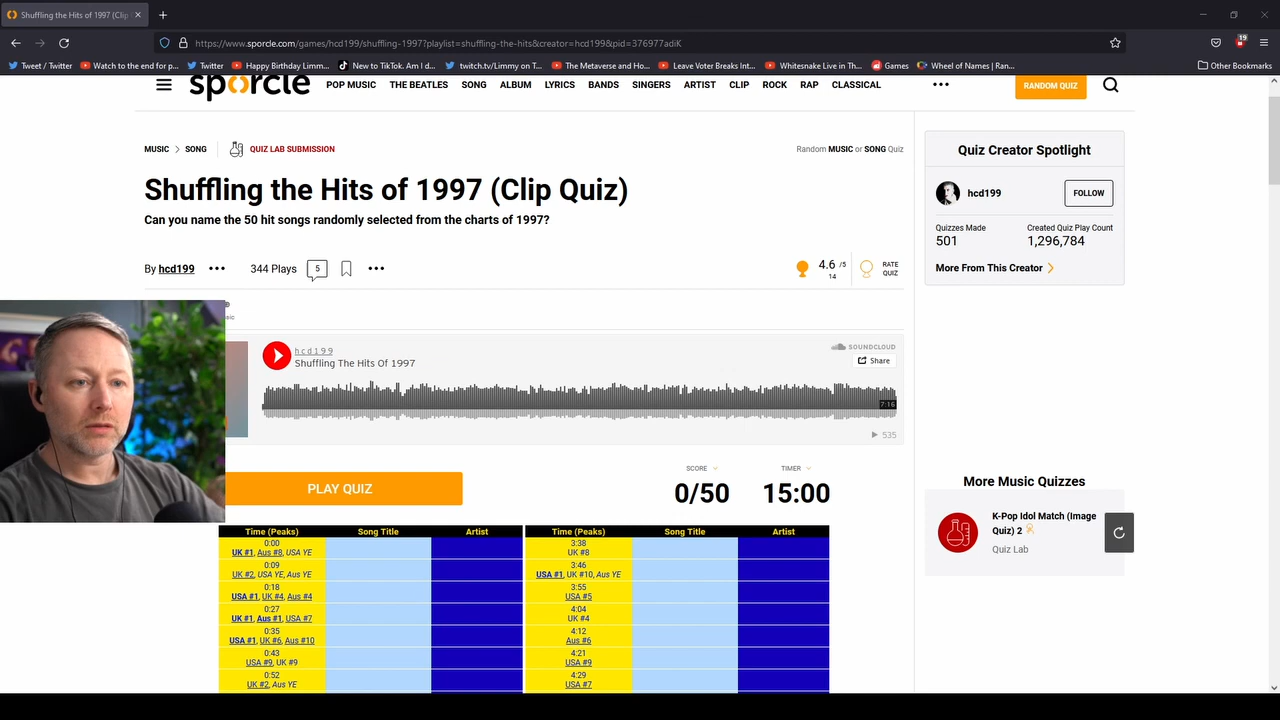 Shuffling the Hits of 1997 (Clip
https://www.sporcle.com/games/hcd199/shuffling-1997?playlist=shuffling-the-hits&creator=hcd199&pid=376977adiK
19
Tweet / Twitter
Watch to the end for p...
Twitter
Happy Birthday Limm...
New to TikTok. Am I d...
twitch.tv/Limmy on T...
The Metaverse and Ho...
Leave Voter Breaks Int...
Whitesnake Live in Th...
Games
Wheel of Names | Ran...
Other Bookmarks
sporcle
POP MUSIC
THE BEATLES
SONG
ALBUM
LYRICS
BANDS
SINGERS
ARTIST
CLIP
ROCK
RAP
CLASSICAL
RANDOM QUIZ
MUSIC > SONG
QUIZ LAB SUBMISSION
Random MUSIC or SONG Quiz
Shuffling the Hits of 1997 (Clip Quiz)
Can you name the 50 hit songs randomly selected from the charts of 1997?
By hcd199
344 Plays
5
4.6 /5
14
RATE
QUIZ
Quiz Creator Spotlight
hcd199
FOLLOW
Quizzes Made
501
Created Quiz Play Count
1,296,784
More From This Creator
h c d 1 9 9
Shuffling The Hits Of 1997
SOUNDCLOUD
Share
7:16
535
PLAY QUIZ
SCORE
0/50
TIMER
15:00
Time (Peaks) Song Title Artist
0:00
UK #1, Aus #8, USA YE
0:09
UK #2, USA YE, Aus YE
0:18
USA #1, UK #4, Aus #4
0:27
UK #1, Aus #1, USA #7
0:35
USA #1, UK #6, Aus #10
0:43
USA #9, UK #9
0:52
UK #2, Aus YE
Time (Peaks) Song Title Artist
3:38
UK #8
3:46
USA #1, UK #10, Aus YE
3:55
USA #5
4:04
UK #4
4:12
Aus #6
4:21
USA #9
4:29
USA #7
More Music Quizzes
K-Pop Idol Match (Image
Quiz) 2
Quiz Lab